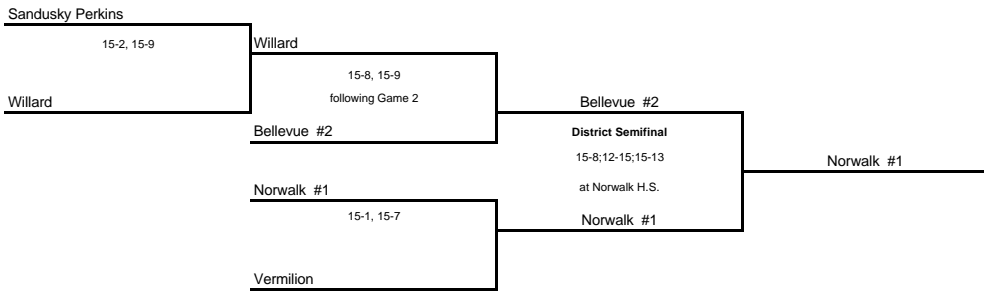 Sandusky Perkins
15-2, 15-9
Willard
Willard
15-8, 15-9
following Game 2
Bellevue #2
Bellevue #2
District Semifinal
15-8;12-15;15-13
at Norwalk H.S.
Norwalk #1
Norwalk #1
15-1, 15-7
Norwalk #1
Vermilion